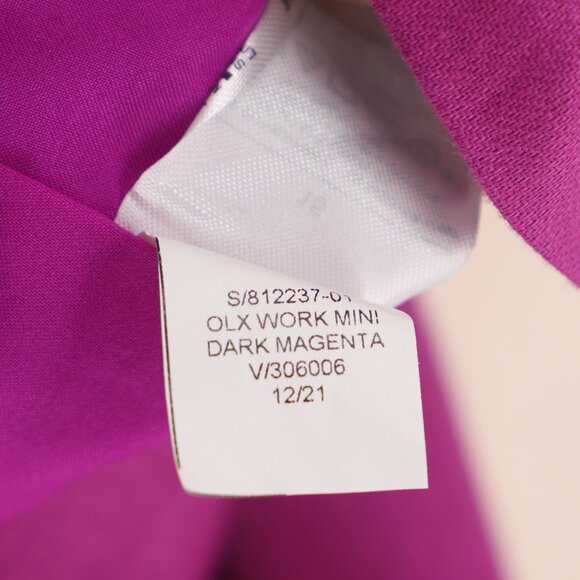 S/812237-01
OLX WORK MINI
DARK MAGENTA
V/306006
12/21